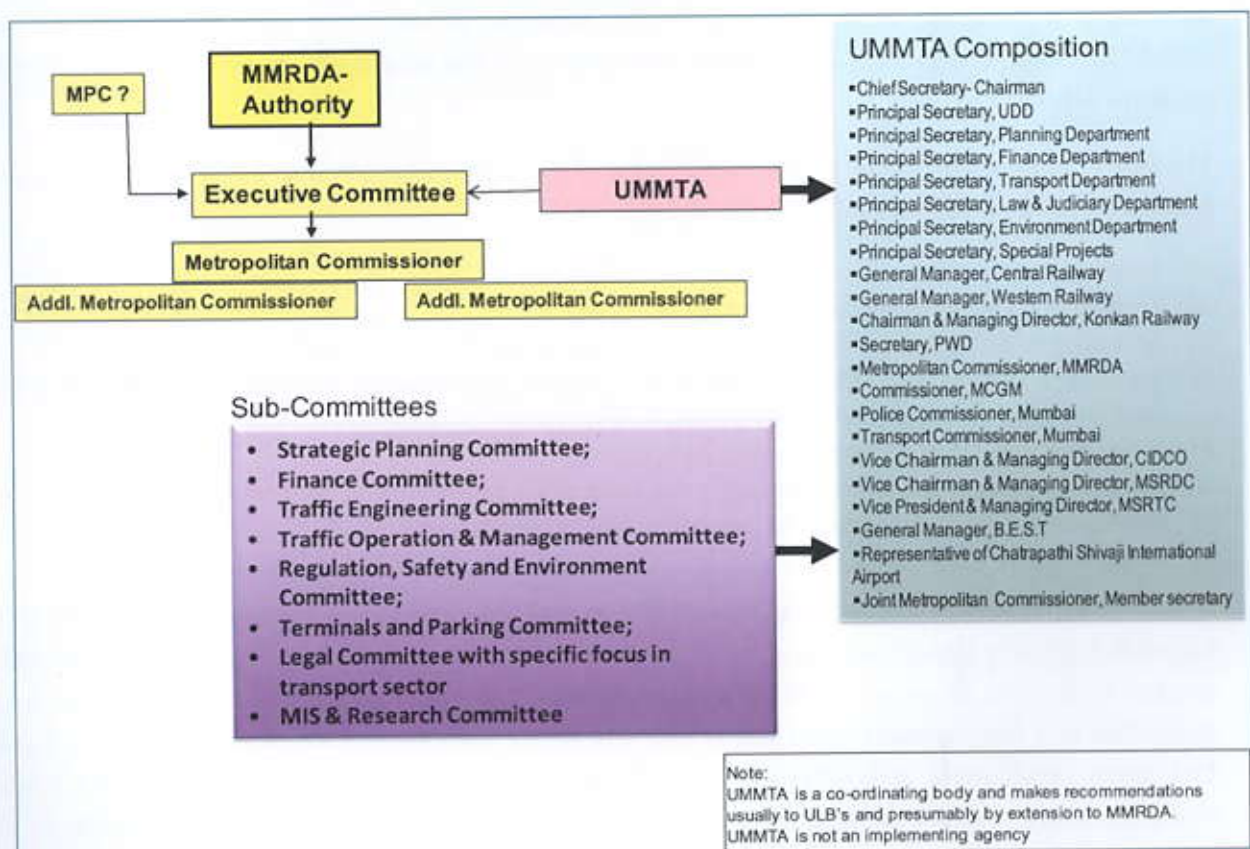 MPC ?
MMRDA-
Authority
Executive Committee
UMMTA
Metropolitan Commissioner
Addl. Metropolitan Commissioner
Addl. Metropolitan Commissioner
UMMTA Composition
▪Chief Secretary- Chairman
▪Principal Secretary, UDD
▪Principal Secretary, Planning Department
▪Principal Secretary, Finance Department
▪Principal Secretary, Transport Department
▪Principal Secretary, Law & Judiciary Department
▪Principal Secretary, Environment Department
▪Principal Secretary, Special Projects
▪General Manager, Central Railway
▪General Manager, Western Railway
▪Chairman & Managing Director, Konkan Railway
▪Secretary, PWD
▪Metropolitan Commissioner, MMRDA
▪Commissioner, MCGM
▪Police Commissioner, Mumbai
▪Transport Commissioner, Mumbai
▪Vice Chairman & Managing Director, CIDCO
▪Vice Chairman & Managing Director, MSRDC
▪Vice President & Managing Director, MSRTC
▪General Manager, B.E.S.T
▪Representative of Chatrapathi Shivaji International
Airport
▪Joint Metropolitan Commissioner, Member secretary
Sub-Committees
• Strategic Planning Committee;
• Finance Committee;
• Traffic Engineering Committee;
• Traffic Operation & Management Committee;
• Regulation, Safety and Environment
Committee;
• Terminals and Parking Committee;
• Legal Committee with specific focus in
transport sector
• MIS & Research Committee
Note:
UMMTA is a co-ordinating body and makes recommendations
usually to ULB's and presumably by extension to MMRDA.
UMMTA is not an implementing agency